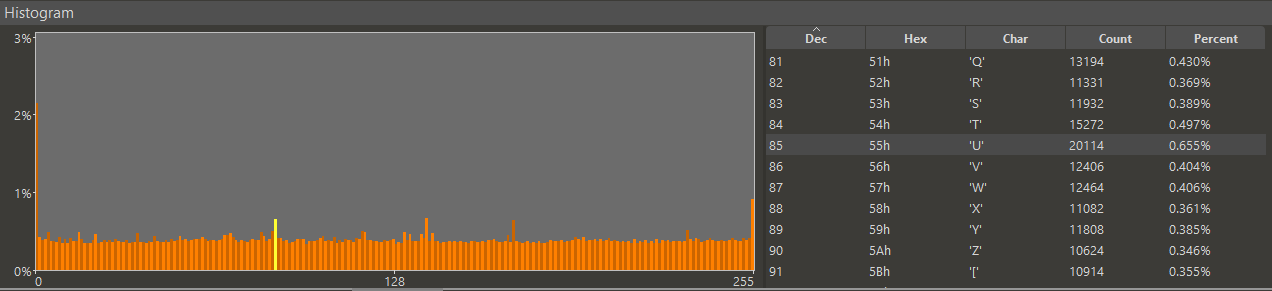 Histogram
3%
2%
1%
0%
0 128 255
Dec Hex Char Count Percent
81 51h 'Q' 13194 0.430%
82 52h 'R' 11331 0.369%
83 53h 'S' 11932 0.389%
84 54h 'T' 15272 0.497%
85 55h 'U' 20114 0.655%
86 56h 'V' 12406 0.404%
87 57h 'W' 12464 0.406%
88 58h 'X' 11082 0.361%
89 59h 'Y' 11808 0.385%
90 5Ah 'Z' 10624 0.346%
91 5Bh '[' 10914 0.355%